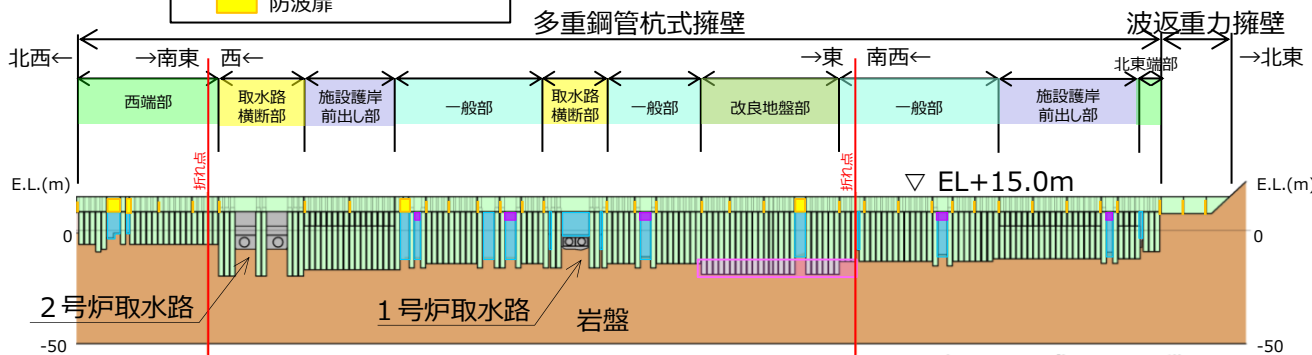 防波扉
多重鋼管杭式擁壁
波返重力擁壁
北西←
→南東
西←
→東
南西←
北東端部
→北東
西端部
取水路
横断部
施設護岸
前出し部
一般部
取水路
横断部
一般部
改良地盤部
一般部
施設護岸
前出し部
折れ点
折れ点
E.L.(m)
▽ EL+15.0m
E.L.(m)
0
0
2号炉取水路
1号炉取水路
岩盤
-50
-50